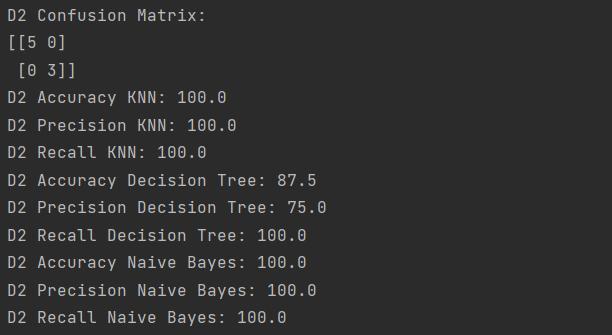 D2 Confusion Matrix:
[[5 0]
 [0 3]]
D2 Accuracy KNN: 100.0
D2 Precision KNN: 100.0
D2 Recall KNN: 100.0
D2 Accuracy Decision Tree: 87.5
D2 Precision Decision Tree: 75.0
D2 Recall Decision Tree: 100.0
D2 Accuracy Naive Bayes: 100.0
D2 Precision Naive Bayes: 100.0
D2 Recall Naive Bayes: 100.0